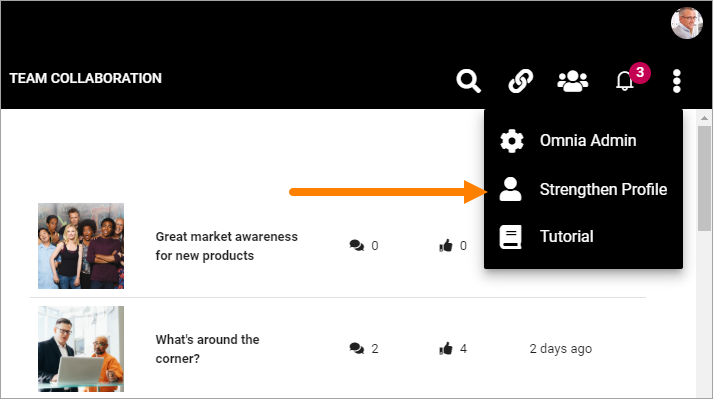 TEAM COLLABORATION
3
Omnia Admin
Strengthen Profile
Tutorial
Great market awareness
for new products
0
0
What's around the
corner?
2
4
2 days ago